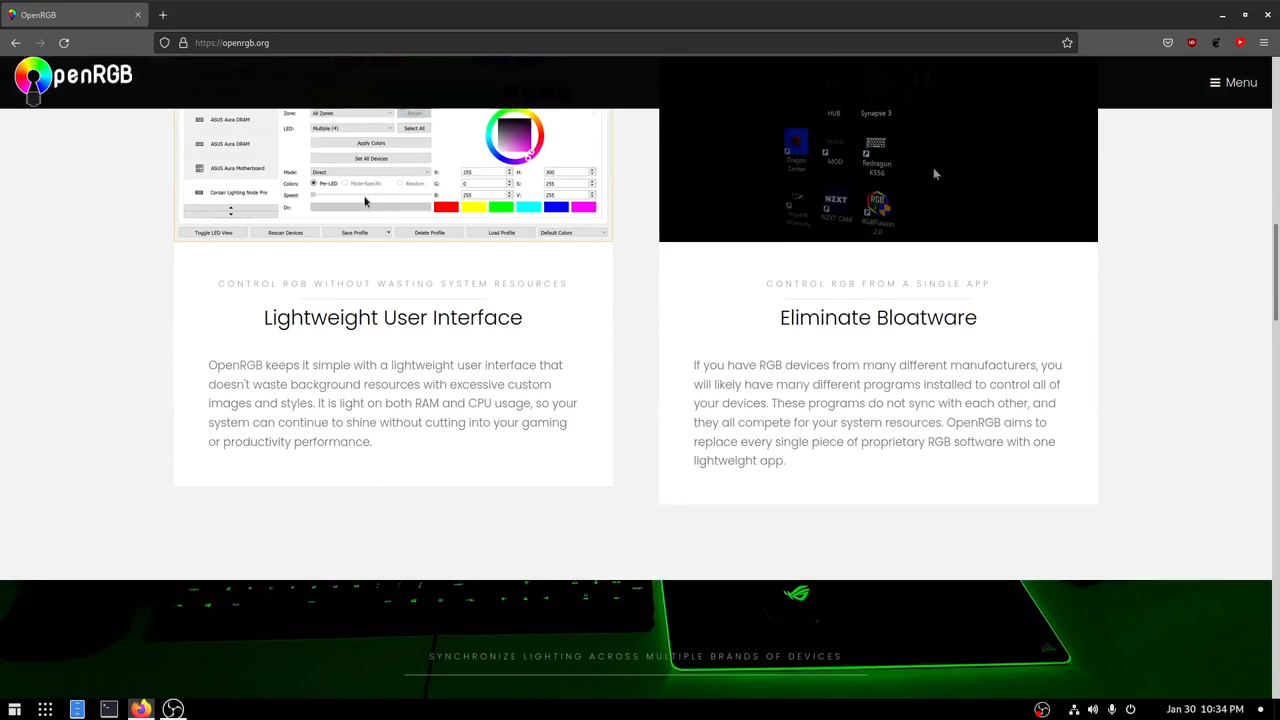 OpenRGB
https://openrgb.org
penRGB
Menu
ASUS Aura DRAM
ASUS Aura DRAM
ASUS Aura Motherboard
Corsair Lighting Node Pro
Zone:
All Zones
LED:
Multiple (4)
Select All
Apply Colors
Set All Devices
Mode:
Direct
Colors:
Per-LED
Mode-Specific
Random
Speed:
Dir:
R:
255
H:
300
G:
0
S:
255
B:
255
V:
255
Toggle LED View
Rescan Devices
Save Profile
Delete Profile
Load Profile
Default Colors
HUB
Synapse 3
Dragon
Center
MOD
Redragon
K556
NZXT
NZXT CAM
RGB
RGBFusion
2.0
CONTROL RGB WITHOUT WASTING SYSTEM RESOURCES
Lightweight User Interface
OpenRGB keeps it simple with a lightweight user interface that
doesn't waste background resources with excessive custom
images and styles. It is light on both RAM and CPU usage, so your
system can continue to shine without cutting into your gaming
or productivity performance.
CONTROL RGB FROM A SINGLE APP
Eliminate Bloatware
If you have RGB devices from many different manufacturers, you
will likely have many different programs installed to control all of
your devices. These programs do not sync with each other, and
they all compete for your system resources. OpenRGB aims to
replace every single piece of proprietary RGB software with one
lightweight app.
SYNCHRONIZE LIGHTING ACROSS MULTIPLE BRANDS OF DEVICES
Jan 30 10:34 PM